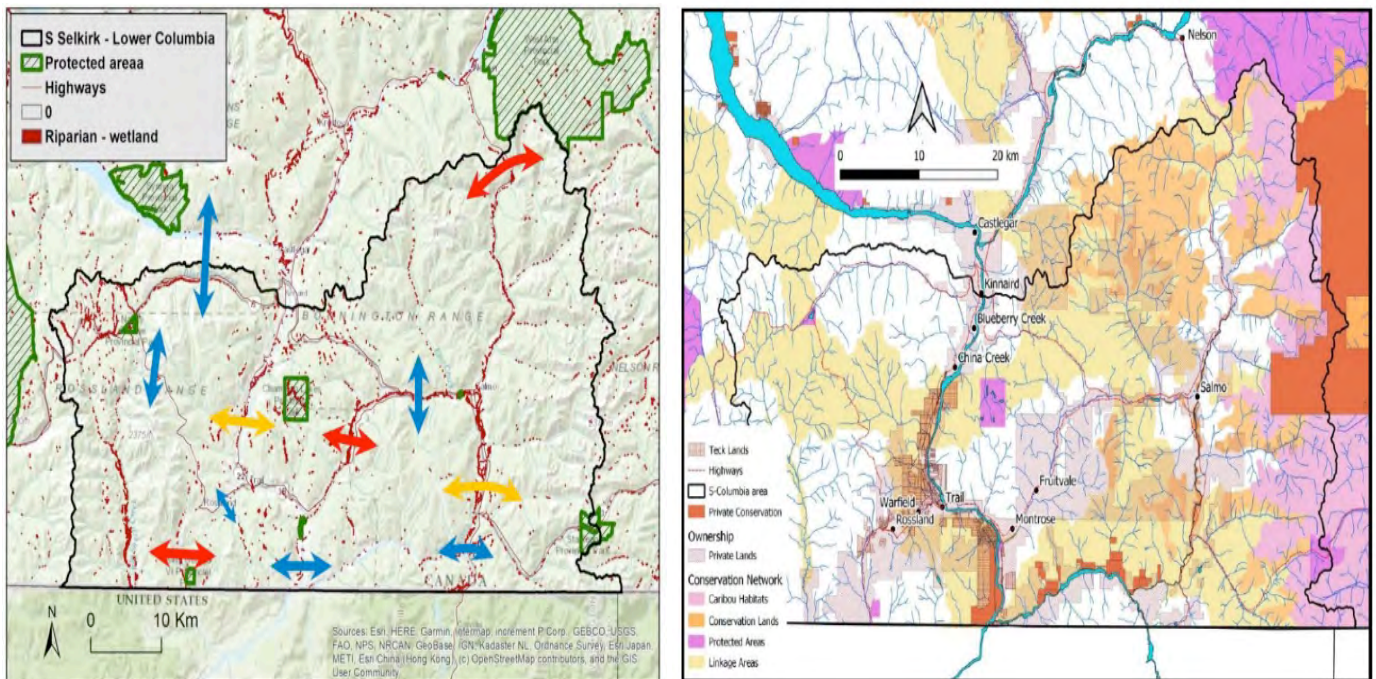 S Selkirk - Lower Columbia
Protected areaa
Highways
0
Riparian - wetland
BONNINGTON RANGE
ROSSLAND RANGE
NELSON R
CANADA
UNITED STATES
N
0 10 Km
Sources: Esri, HERE, Garmin, Intermap, increment P Corp., GEBCO, USGS,
FAO, NPS, NRCAN, GeoBase, IGN, Kadaster NL, Ordnance Survey, Esri Japan,
METI, Esri China (Hong Kong), (c) OpenStreetMap contributors, and the GIS
User Community
Nelson
0 10 20 km
Castlegar
Kinnaird
Blueberry Creek
China Creek
Salmo
Fruitvale
Trail
Warfield
Rossland
Montrose
Teck Lands
Highways
S-Columbia area
Private Conservation
Ownership
Private Lands
Conservation Network
Caribou Habitats
Conservation Lands
Protected Areas
Linkage Areas